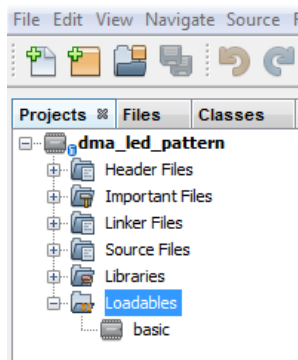 File Edit View Navigate Source
Projects Files Classes
dma_led_pattern
Header Files
Important Files
Linker Files
Source Files
Libraries
Loadables
basic